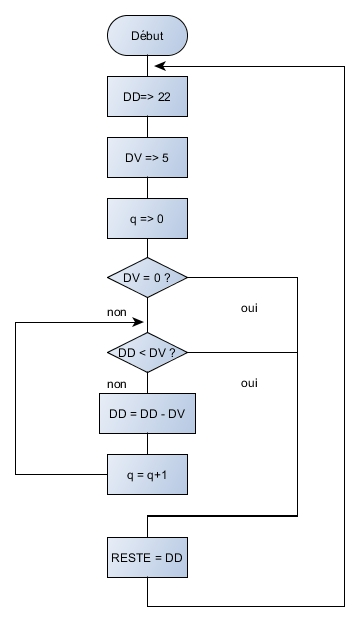 Début
DD=> 22
DV => 5
q => 0
DV = 0 ?
oui
non
DD < DV ?
oui
non
DD = DD - DV
q = q+1
RESTE = DD